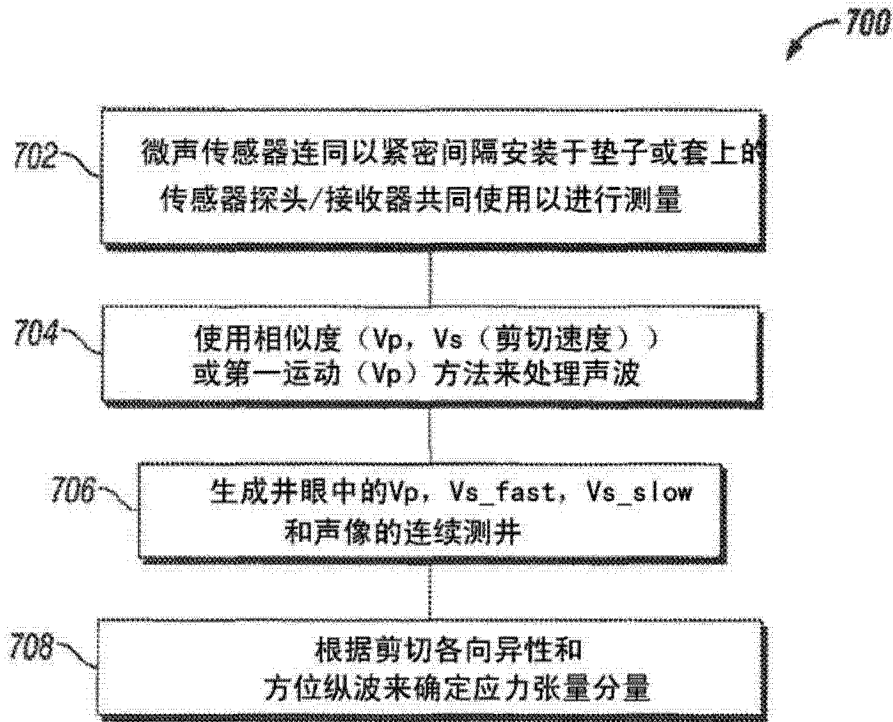 700
702
微声传感器连同以紧密间隔安装于垫子或套上的
传感器探头/接收器共同使用以进行测量
704
使用相似度（Vp, Vs（剪切速度））
或第一运动（Vp）方法来处理声波
706
生成井眼中的Vp, Vs_fast, Vs_slow
和声像的连续测井
708
根据剪切各向异性和
方位纵波来确定应力张量分量